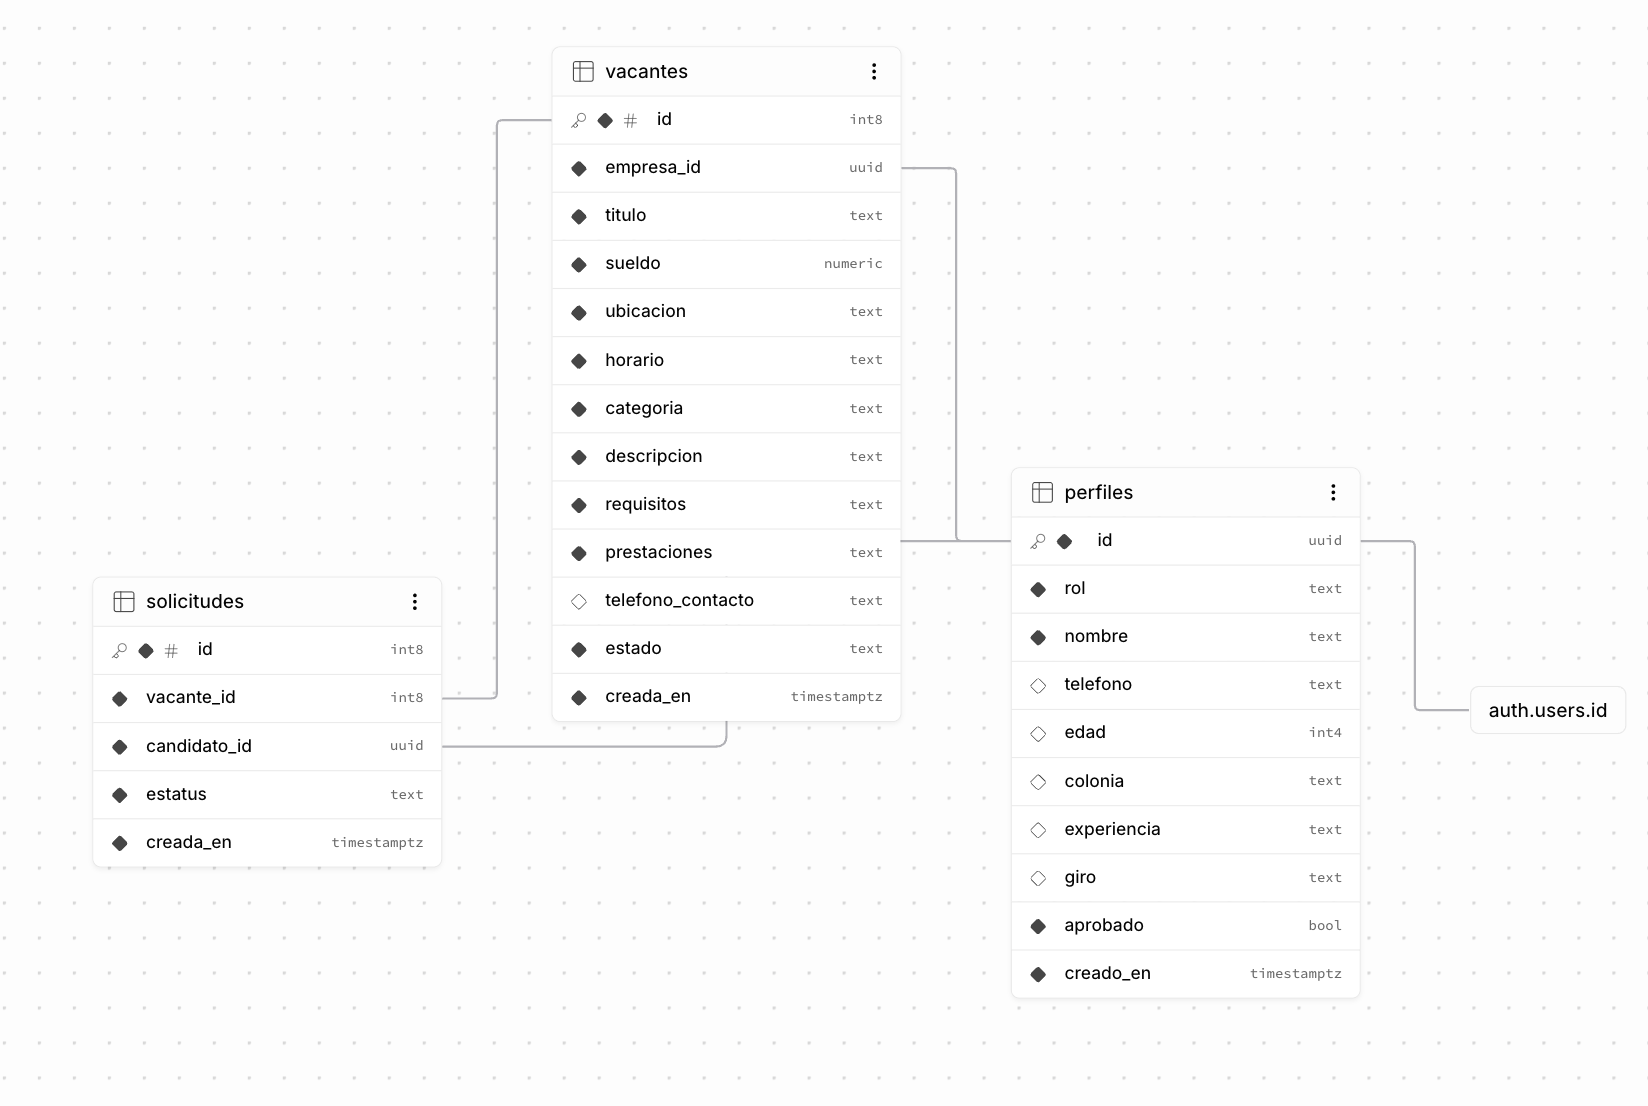 vacantes
# id int8
empresa_id uuid
titulo text
sueldo numeric
ubicacion text
horario text
categoria text
descripcion text
requisitos text
prestaciones text
telefono_contacto text
estado text
creada_en timestamptz
solicitudes
# id int8
vacante_id int8
candidato_id uuid
estatus text
creada_en timestamptz
perfiles
id uuid
rol text
nombre text
telefono text
edad int4
colonia text
experiencia text
giro text
aprobado bool
creado_en timestamptz
auth.users.id